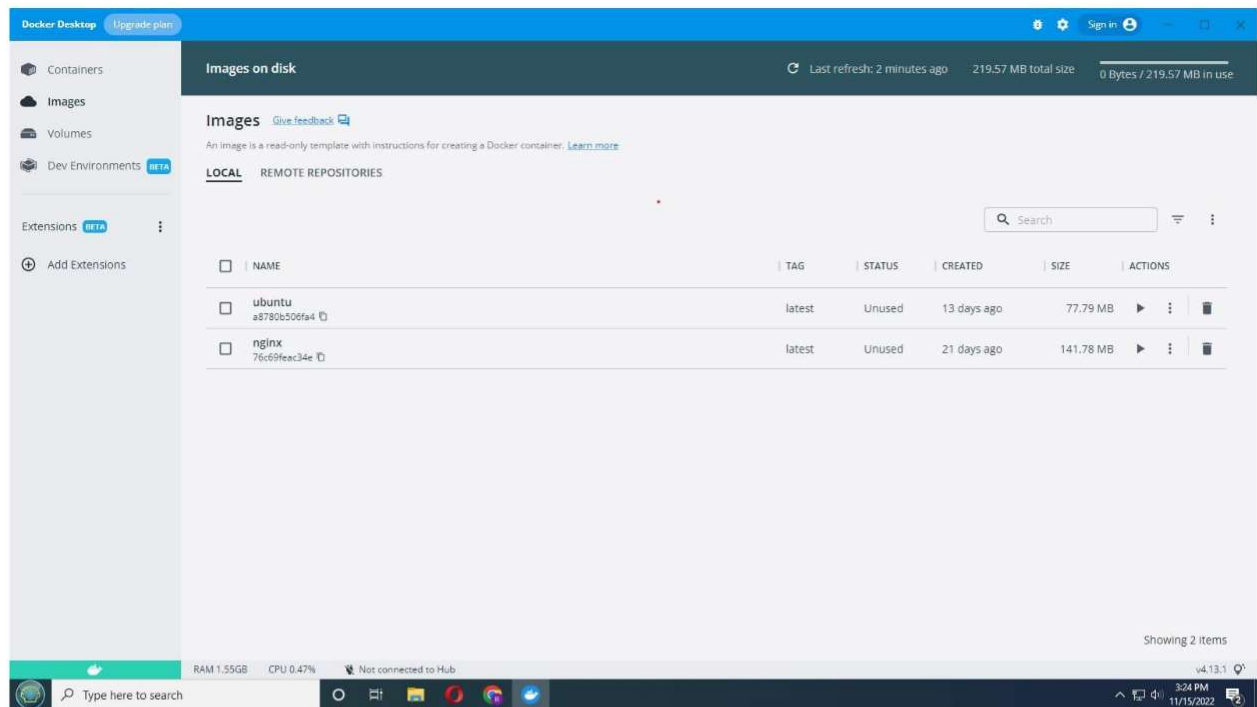 Docker Desktop Upgrade plan Sign in
Containers
Images
Volumes
Dev Environments BETA
Extensions BETA
Add Extensions
Images on disk Last refresh: 2 minutes ago 219.57 MB total size 0 Bytes / 219.57 MB in use
Images Give feedback
An image is a read-only template with instructions for creating a Docker container. Learn more
LOCAL REMOTE REPOSITORIES
Search
NAME TAG STATUS CREATED SIZE ACTIONS
ubuntu latest Unused 13 days ago 77.79 MB
a8780b506fa4
nginx latest Unused 21 days ago 141.78 MB
76c69feac34e
Showing 2 items
RAM 1.55GB CPU 0.47% Not connected to Hub v4.13.1
Type here to search 3:24 PM
11/15/2022 2